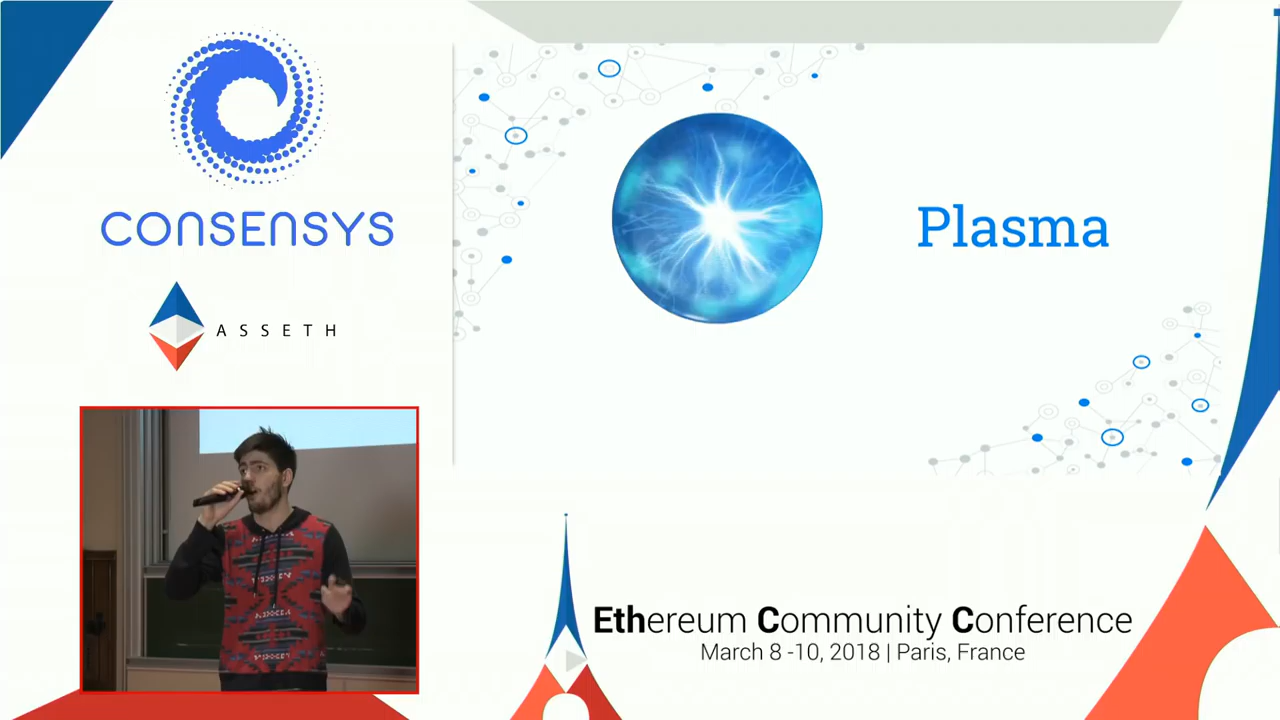 CONSENSYS
ASSETH
Plasma
Ethereum Community Conference
March 8 -10, 2018 | Paris, France